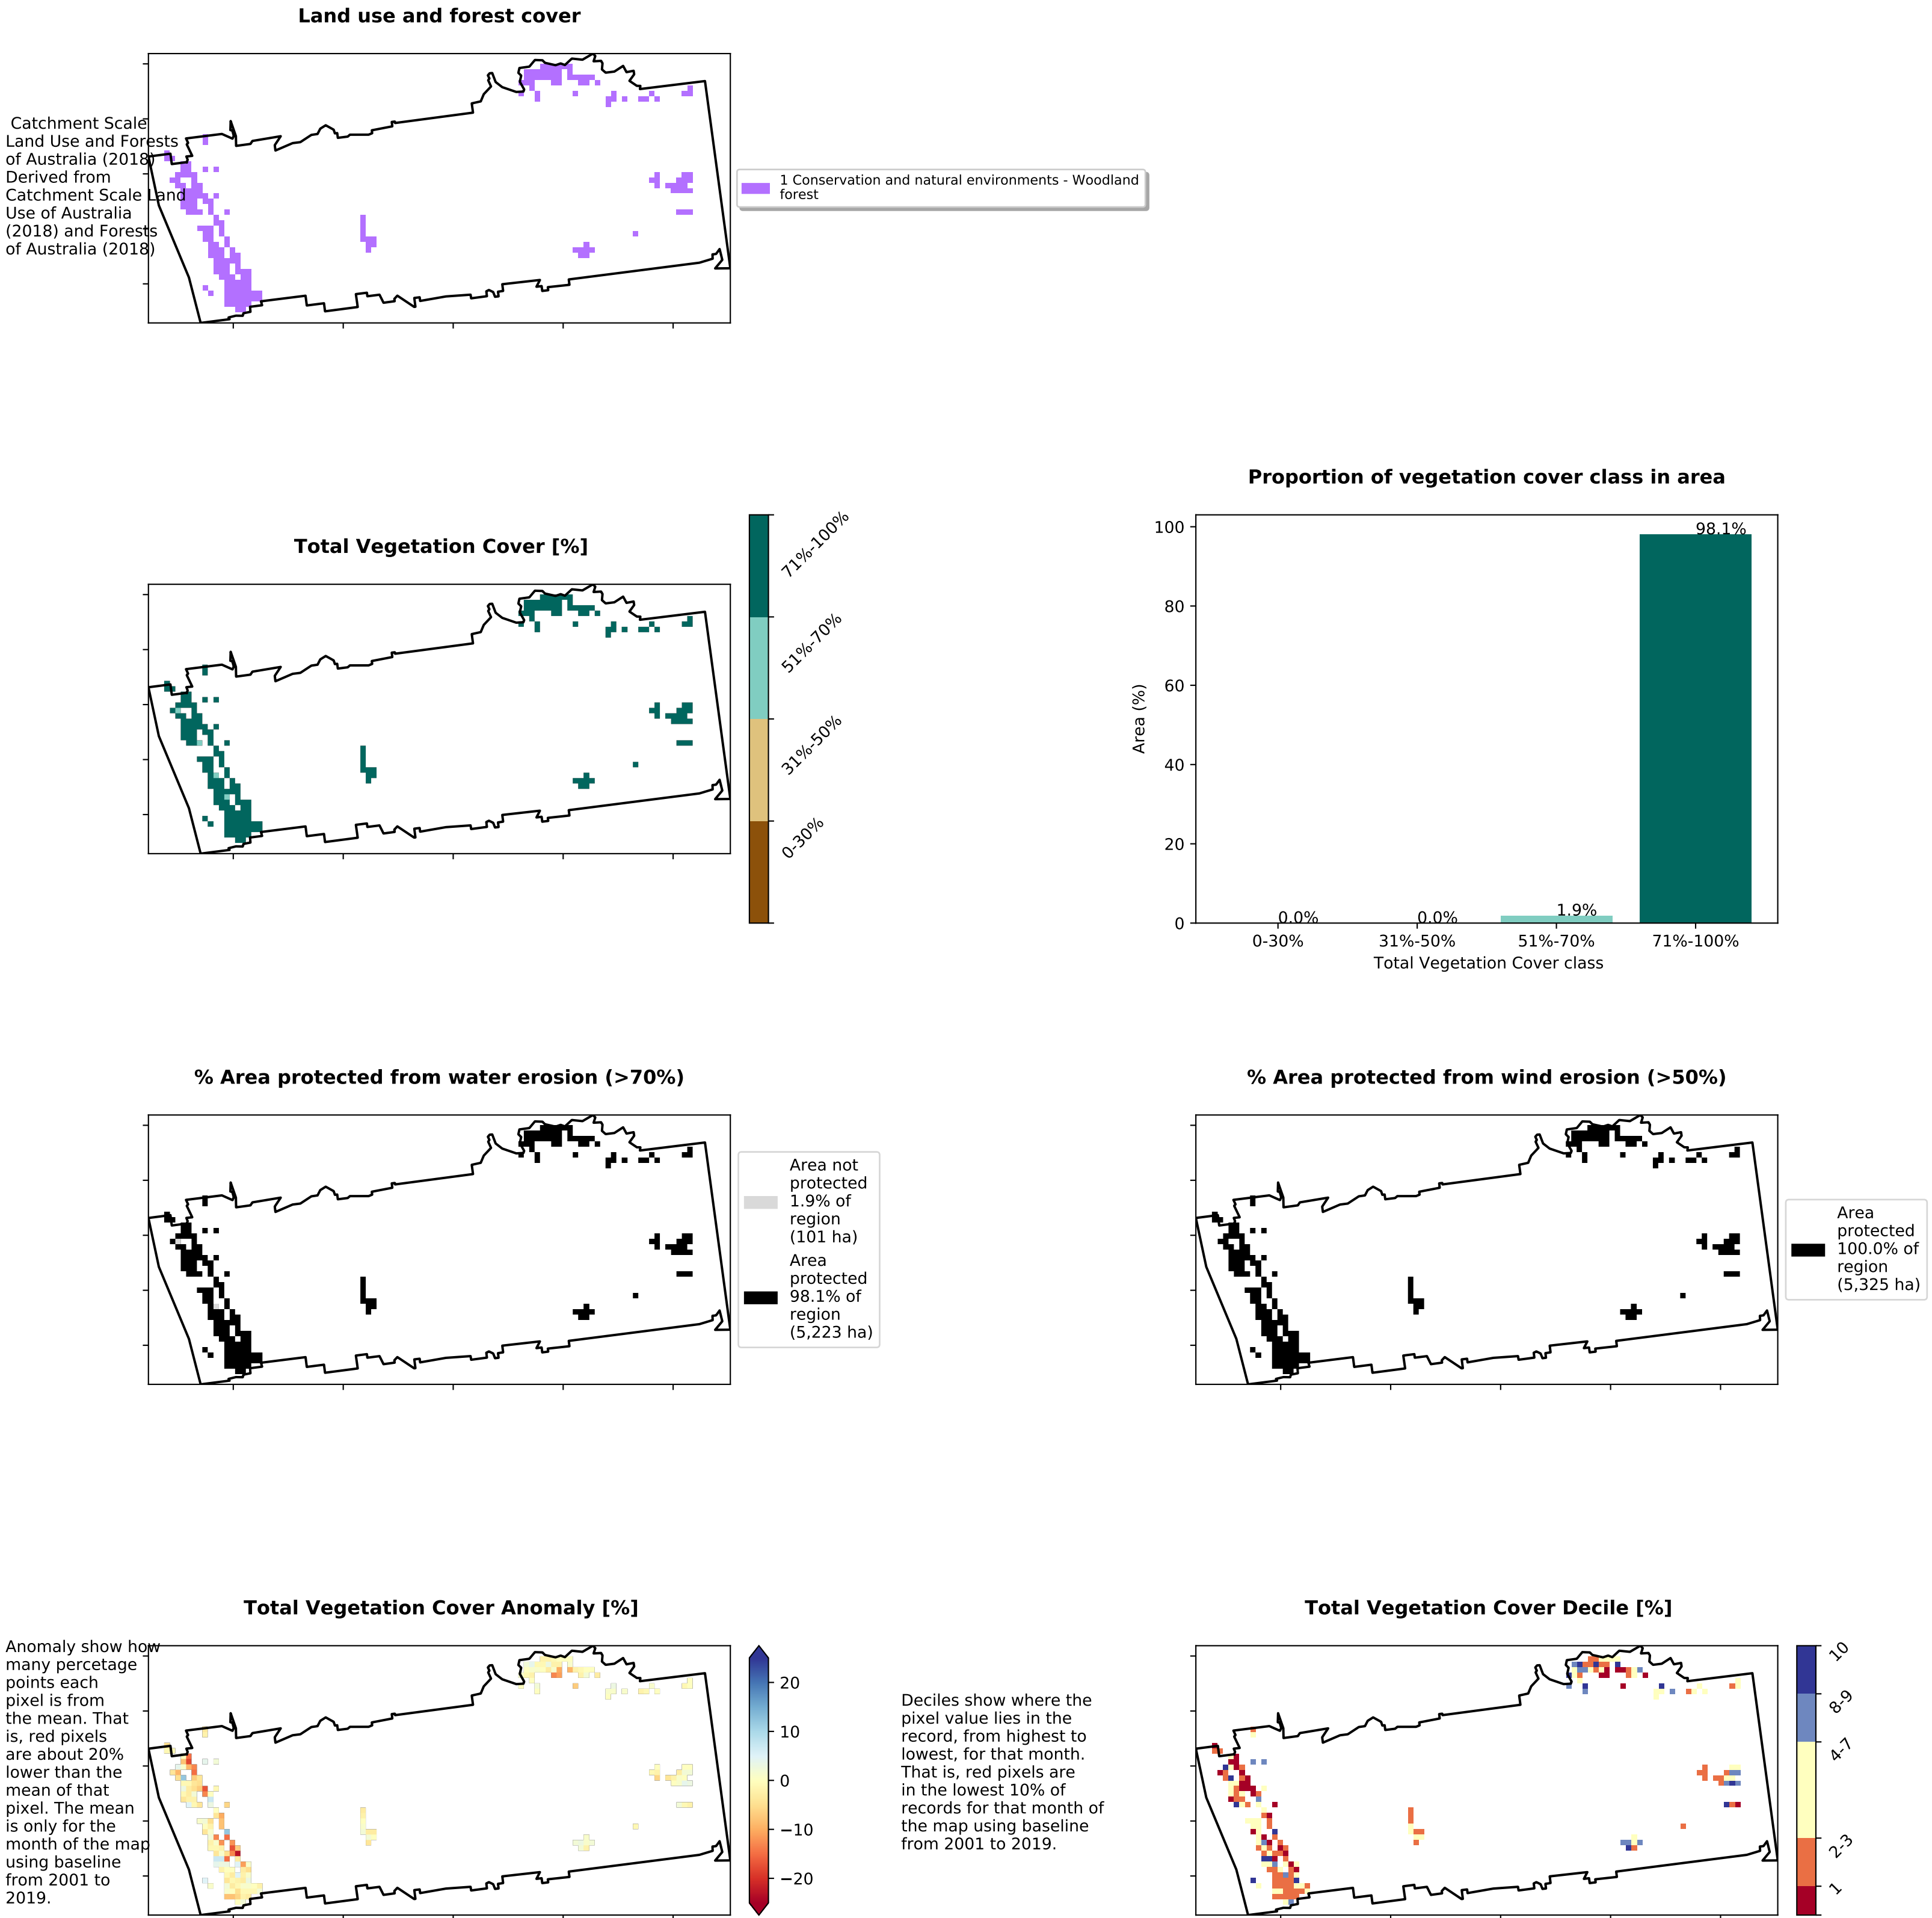 Land use and forest cover
Catchment Scale
Land Use and Forests
of Australia (2018)
Derived from
Catchment Scale Land
Use of Australia
(2018) and Forests
of Australia (2018)
1 Conservation and natural environments - Woodland
forest
Total Vegetation Cover [%]
71%-100%
51%-70%
31%-50%
0-30%
Proportion of vegetation cover class in area
100
80
60
40
20
0
Area (%)
0.0%
0.0%
1.9%
98.1%
0-30%
31%-50%
51%-70%
71%-100%
Total Vegetation Cover class
% Area protected from water erosion (>70%)
Area not
protected
1.9% of
region
(101 ha)
Area
protected
98.1% of
region
(5,223 ha)
% Area protected from wind erosion (>50%)
Area
protected
100.0% of
region
(5,325 ha)
Total Vegetation Cover Anomaly [%]
Anomaly show how
many percetage
points each
pixel is from
the mean. That
is, red pixels
are about 20%
lower than the
mean of that
pixel. The mean
is only for the
month of the map
using baseline
from 2001 to
2019.
20
10
0
−10
−20
Total Vegetation Cover Decile [%]
Deciles show where the
pixel value lies in the
record, from highest to
lowest, for that month.
That is, red pixels are
in the lowest 10% of
records for that month of
the map using baseline
from 2001 to 2019.
10
8-9
4-7
2-3
1